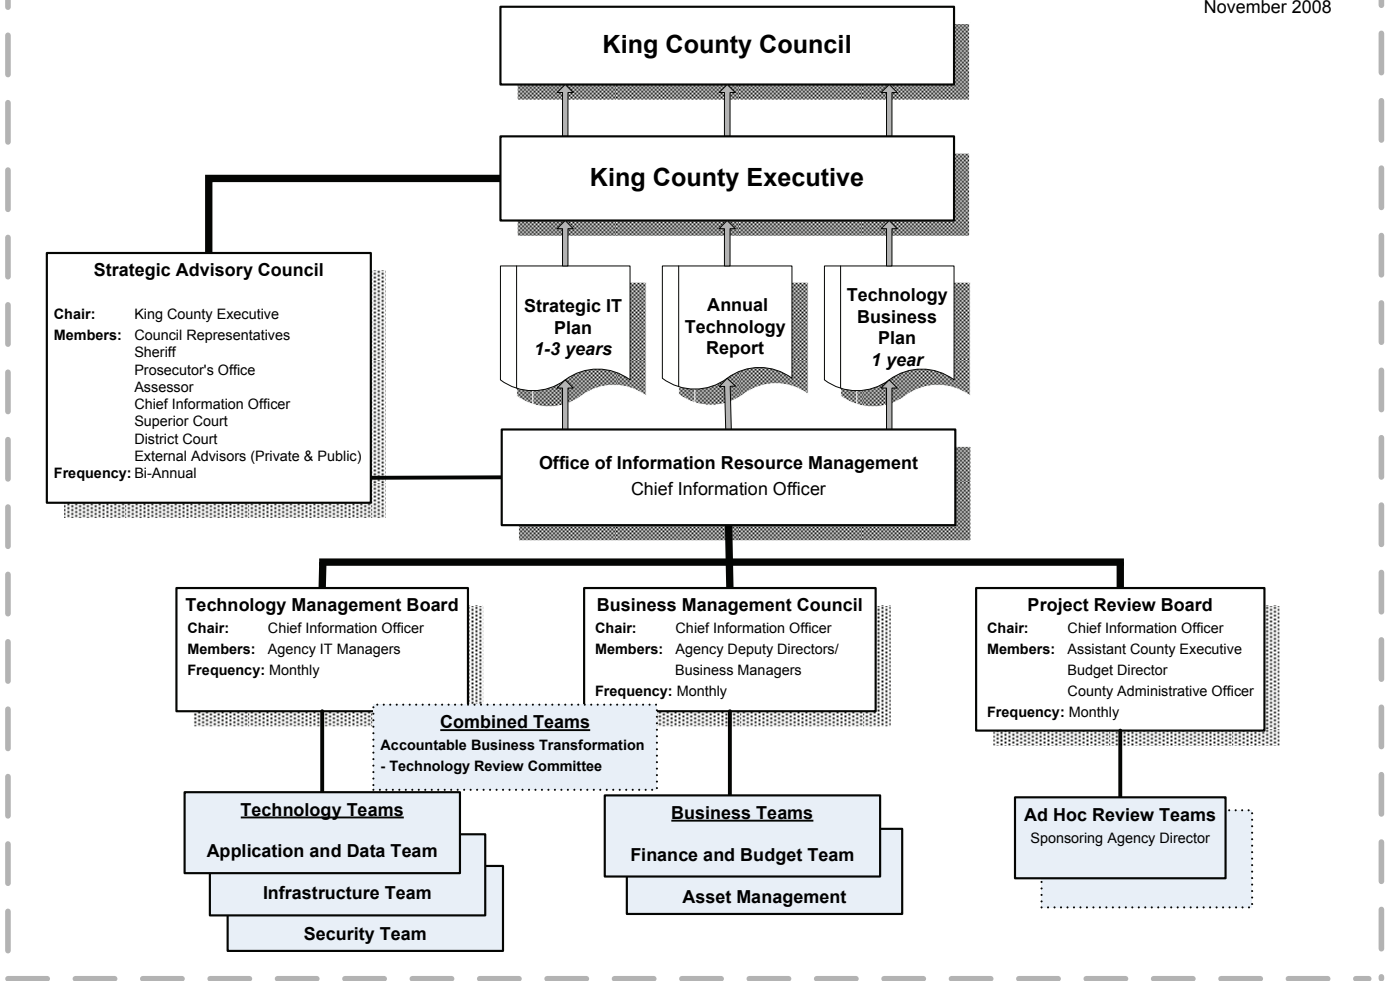 November 2008
King County Council
King County Executive
Strategic Advisory Council
Chair: King County Executive
Members: Council Representatives
Sheriff
Prosecutor's Office
Assessor
Chief Information Officer
Superior Court
District Court
External Advisors (Private & Public)
Frequency: Bi-Annual
Strategic IT
Plan
1-3 years
Annual
Technology
Report
Technology
Business
Plan
1 year
Office of Information Resource Management
Chief Information Officer
Technology Management Board
Chair: Chief Information Officer
Members: Agency IT Managers
Frequency: Monthly
Business Management Council
Chair: Chief Information Officer
Members: Agency Deputy Directors/
Business Managers
Frequency: Monthly
Project Review Board
Chair: Chief Information Officer
Members: Assistant County Executive
Budget Director
County Administrative Officer
Frequency: Monthly
Combined Teams
Accountable Business Transformation
- Technology Review Committee
Technology Teams
Application and Data Team
Infrastructure Team
Security Team
Business Teams
Finance and Budget Team
Asset Management
Ad Hoc Review Teams
Sponsoring Agency Director